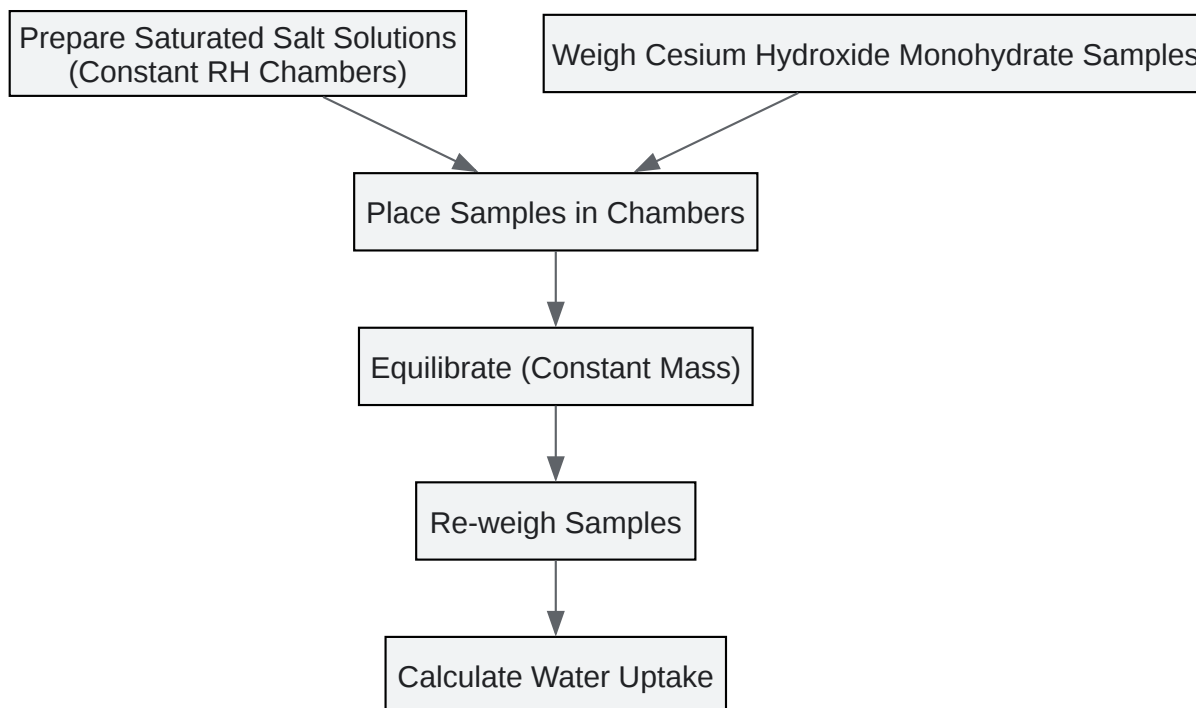 Prepare Saturated Salt Solutions
(Constant RH Chambers)
Weigh Cesium Hydroxide Monohydrate Samples
Place Samples in Chambers
Equilibrate (Constant Mass)
Re-weigh Samples
Calculate Water Uptake